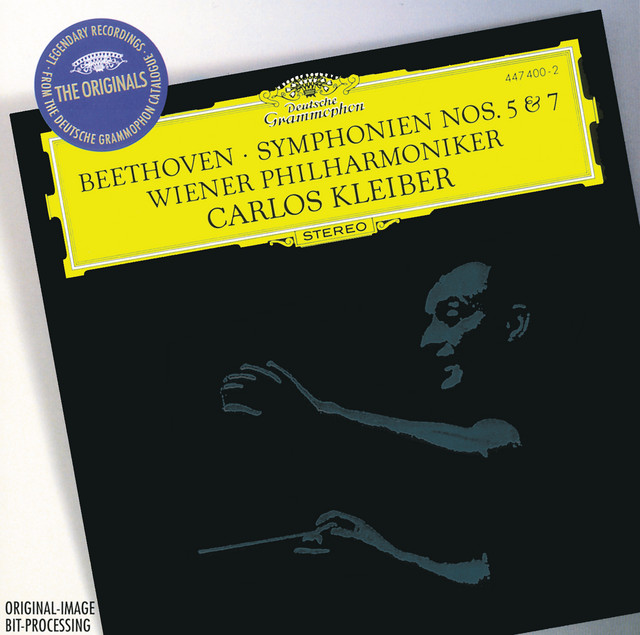 · LEGENDARY RECORDINGS ·
FROM THE DEUTSCHE GRAMMOPHON CATALOGUE
THE ORIGINALS
447 400-2
Deutsche
Grammophon
BEETHOVEN · SYMPHONIEN NOS. 5 & 7
WIENER PHILHARMONIKER
CARLOS KLEIBER
STEREO
ORIGINAL-IMAGE
BIT-PROCESSING